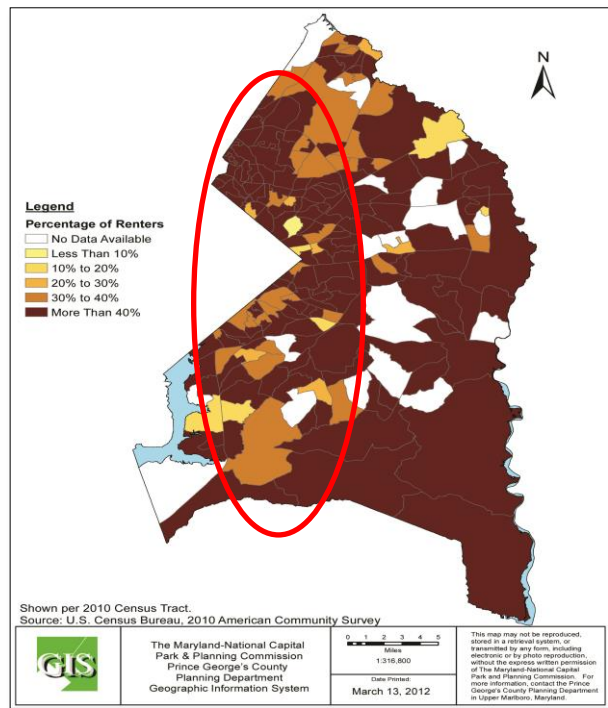 N
Legend
Percentage of Renters
No Data Available
Less Than 10%
10% to 20%
20% to 30%
30% to 40%
More Than 40%
Shown per 2010 Census Tract.
Source: U.S. Census Bureau, 2010 American Community Survey
GIS
The Maryland-National Capital
Park & Planning Commission
Prince George's County
Planning Department
Geographic Information System
0 1 2 3 4 5
Miles
1:316,800
Date Printed:
March 13, 2012
This map may not be reproduced,
stored in a retrieval system, or
transmitted by any form, including
electronic or by photo reproduction,
without the express written permission
of The Maryland-National Capital
Park and Planning Commission. For
more information, contact the Prince
George's County Planning Department
in Upper Marlboro, Maryland.